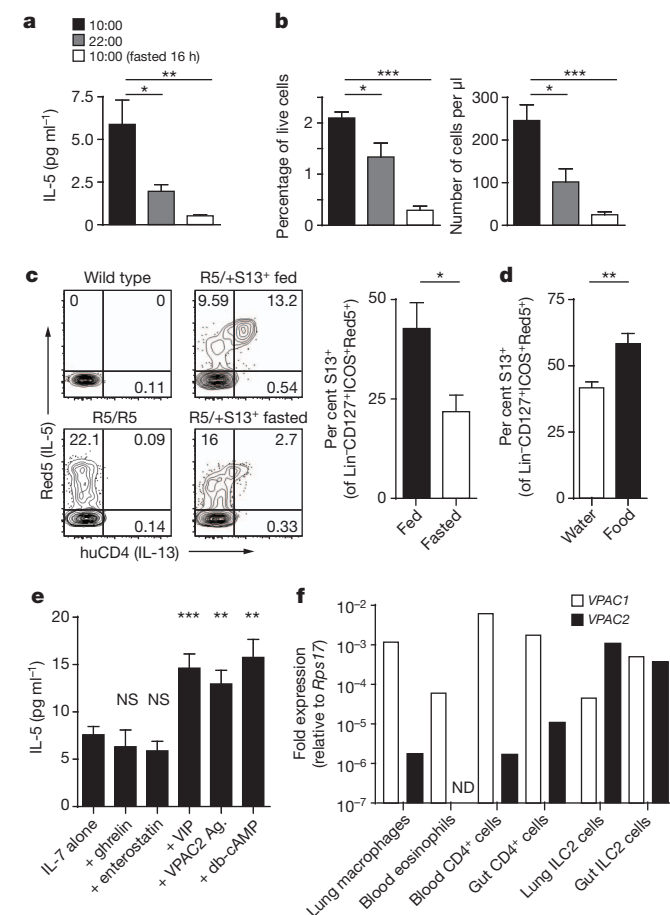 a
10:00
22:00
10:00 (fasted 16 h)
**
*
7.5
5.0
2.5
0
IL-5 (pg ml⁻¹)
b
***
*
2
1
0
Percentage of live cells
***
*
300
200
100
0
Number of cells per µl
c
Wild type
0 0
0.11
R5/+S13⁺ fed
9.59 13.2
0.54
R5/R5
22.1 0.09
0.14
R5/+S13⁺ fasted
16 2.7
0.33
Red5 (IL-5)
huCD4 (IL-13)
*
50
25
0
Per cent S13⁺
(of Lin⁻CD127⁺ICOS⁺Red5⁺)
Fed
Fasted
d
**
75
50
25
0
Per cent S13⁺
(of Lin⁻CD127⁺ICOS⁺Red5⁺)
Water
Food
e
20
15
10
5
0
IL-5 (pg ml⁻¹)
NS NS *** ** **
IL-7 alone
+ ghrelin
+ enterostatin
+ VIP
+ VPAC2 Ag.
+ db-cAMP
f
VPAC1
VPAC2
10⁻²
10⁻³
10⁻⁴
10⁻⁵
10⁻⁶
10⁻⁷
Fold expression
(relative to Rps17)
ND
Lung macrophages
Blood eosinophils
Blood CD4⁺ cells
Gut CD4⁺ cells
Lung ILC2 cells
Gut ILC2 cells